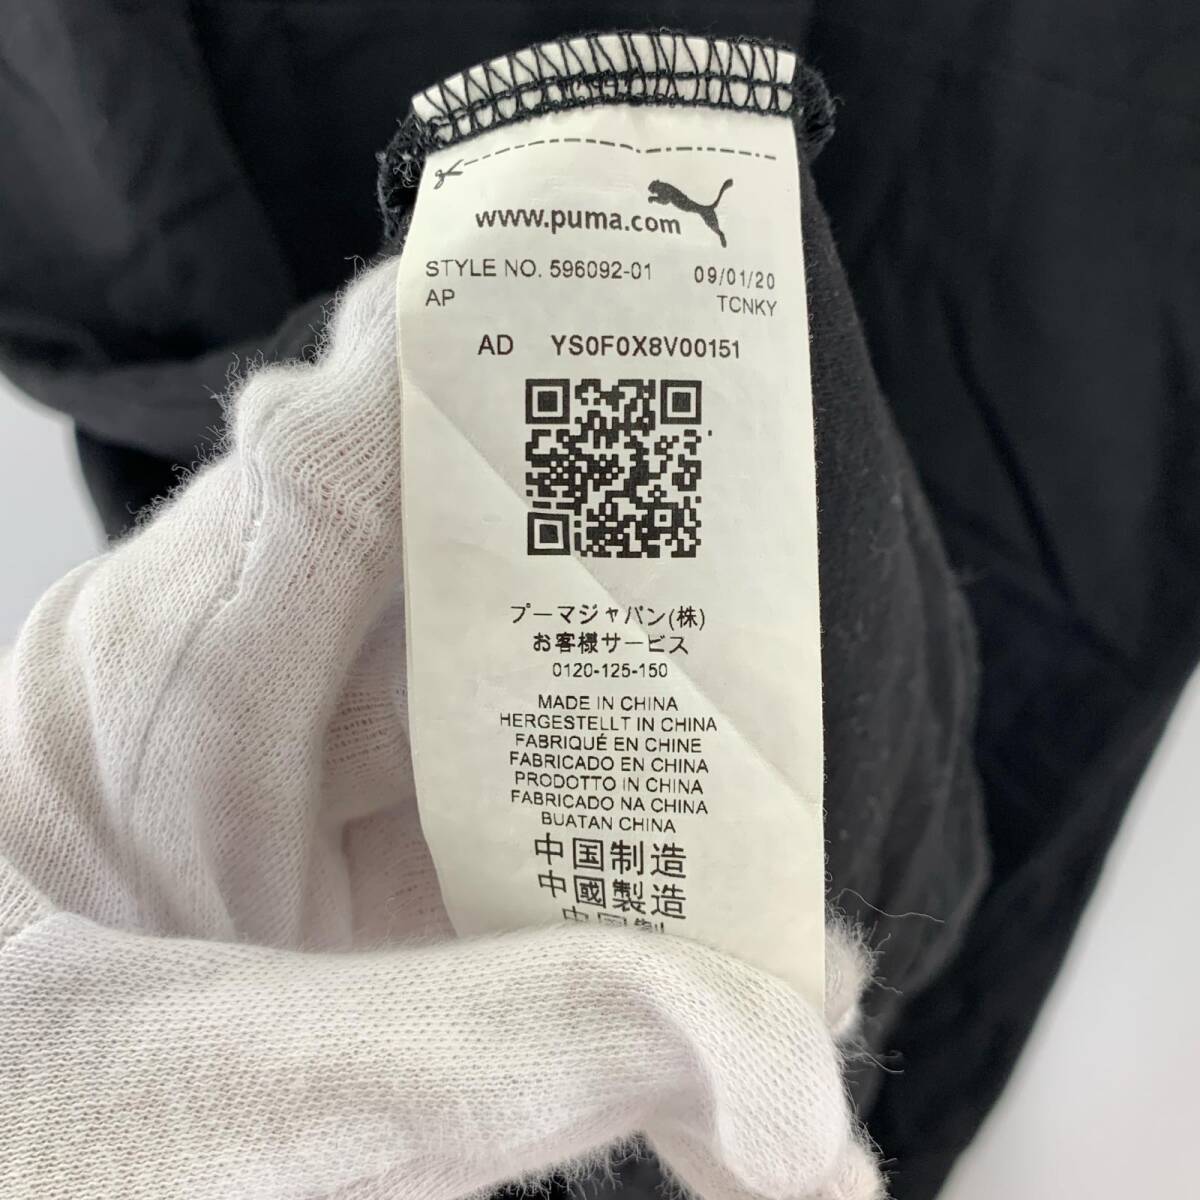 www.puma.com
STYLE NO. 596092-01 09/01/20
AP TCNKY
AD YS0F0X8V00151
プーマジャパン(株)
お客様サービス
0120-125-150
MADE IN CHINA
HERGESTELLT IN CHINA
FABRIQUÉ EN CHINE
FABRICADO EN CHINA
PRODOTTO IN CHINA
FABRICADO NA CHINA
BUATAN CHINA
中国制造
中國製造